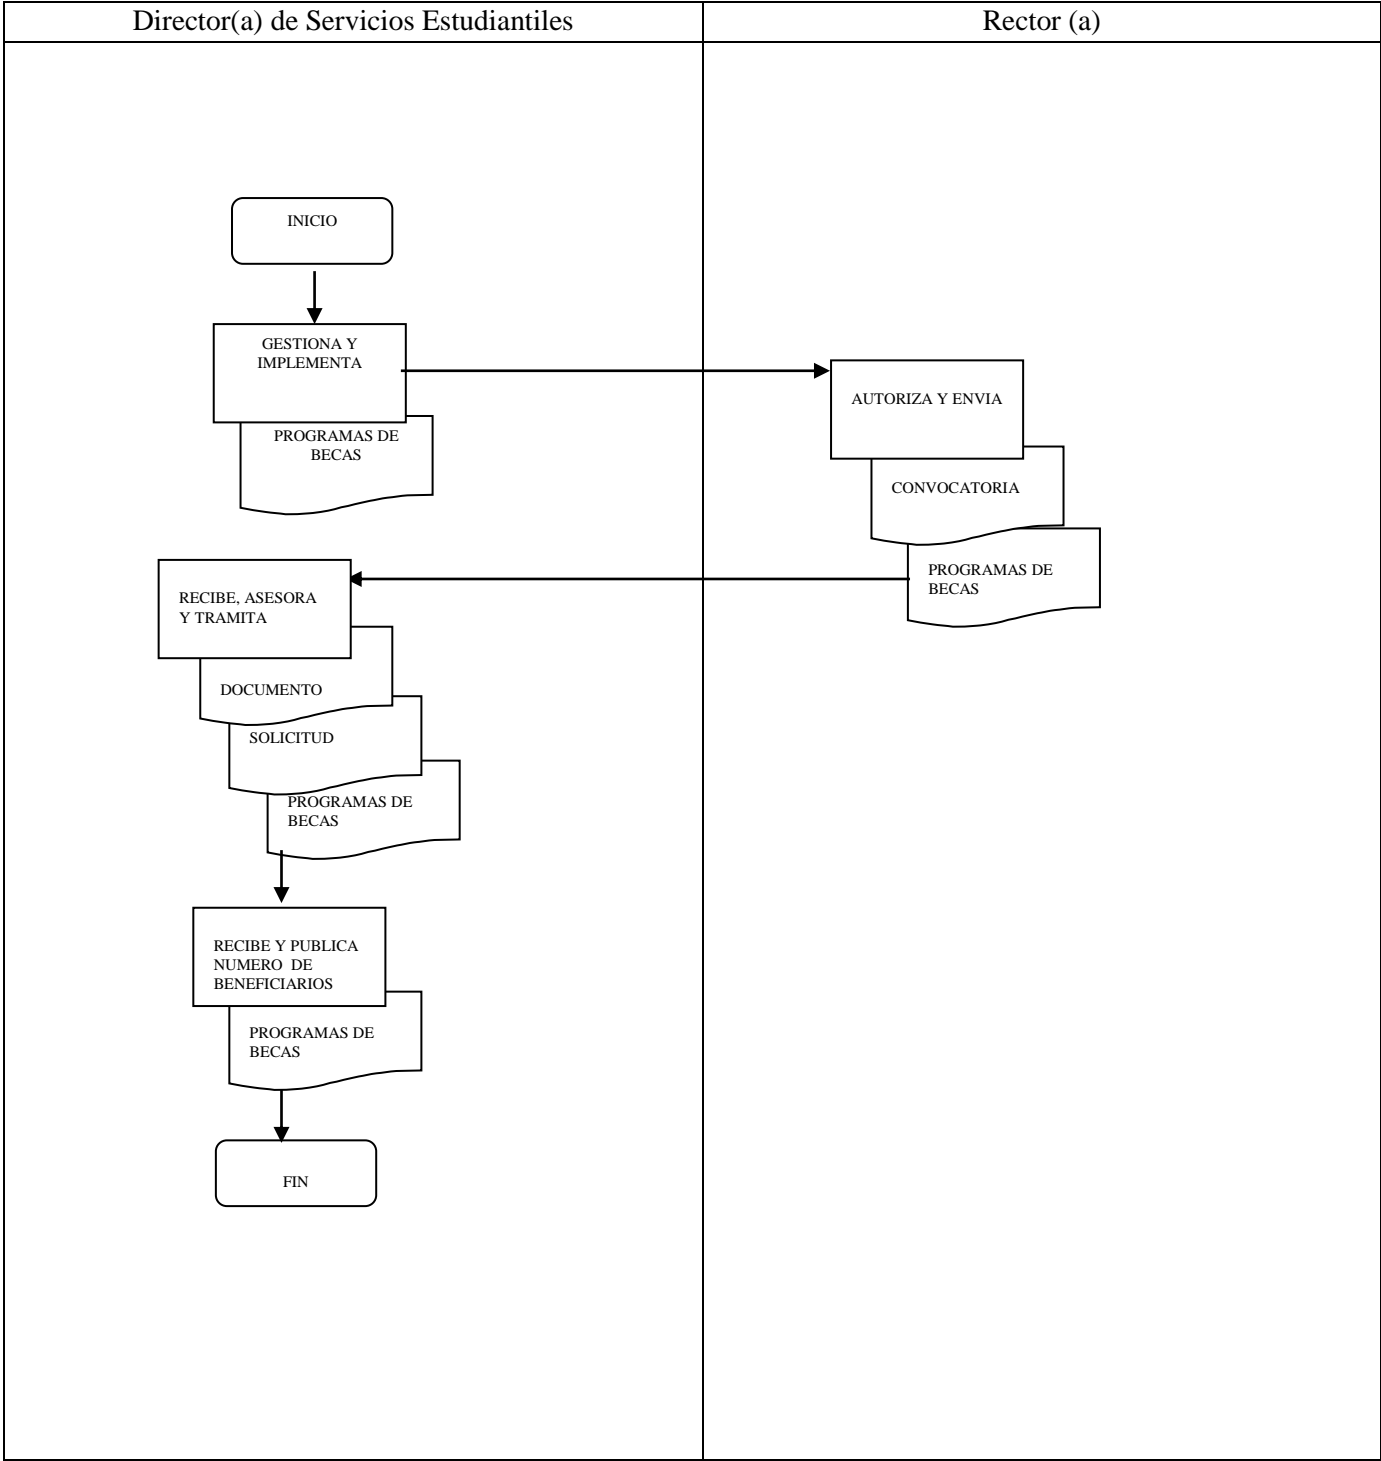 Director(a) de Servicios Estudiantiles
Rector (a)
INICIO
GESTIONA Y
IMPLEMENTA
PROGRAMAS DE
BECAS
AUTORIZA Y ENVIA
CONVOCATORIA
PROGRAMAS DE
BECAS
RECIBE, ASESORA
Y TRAMITA
DOCUMENTO
SOLICITUD
PROGRAMAS DE
BECAS
RECIBE Y PUBLICA
NUMERO DE
BENEFICIARIOS
PROGRAMAS DE
BECAS
FIN